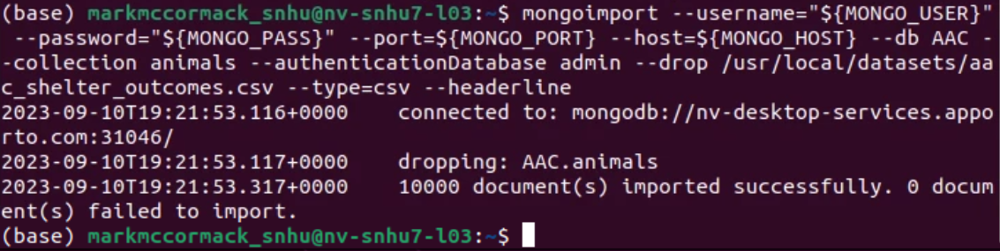 (base) markmccormack_snhu@nv-snhu7-l03:~$ mongoimport --username="${MONGO_USER}"
 --password="${MONGO_PASS}" --port=${MONGO_PORT} --host=${MONGO_HOST} --db AAC -
-collection animals --authenticationDatabase admin --drop /usr/local/datasets/aa
c_shelter_outcomes.csv --type=csv --headerline
2023-09-10T19:21:53.116+0000    connected to: mongodb://nv-desktop-services.appo
rto.com:31046/
2023-09-10T19:21:53.117+0000    dropping: AAC.animals
2023-09-10T19:21:53.317+0000    10000 document(s) imported successfully. 0 docum
ent(s) failed to import.
(base) markmccormack_snhu@nv-snhu7-l03:~$